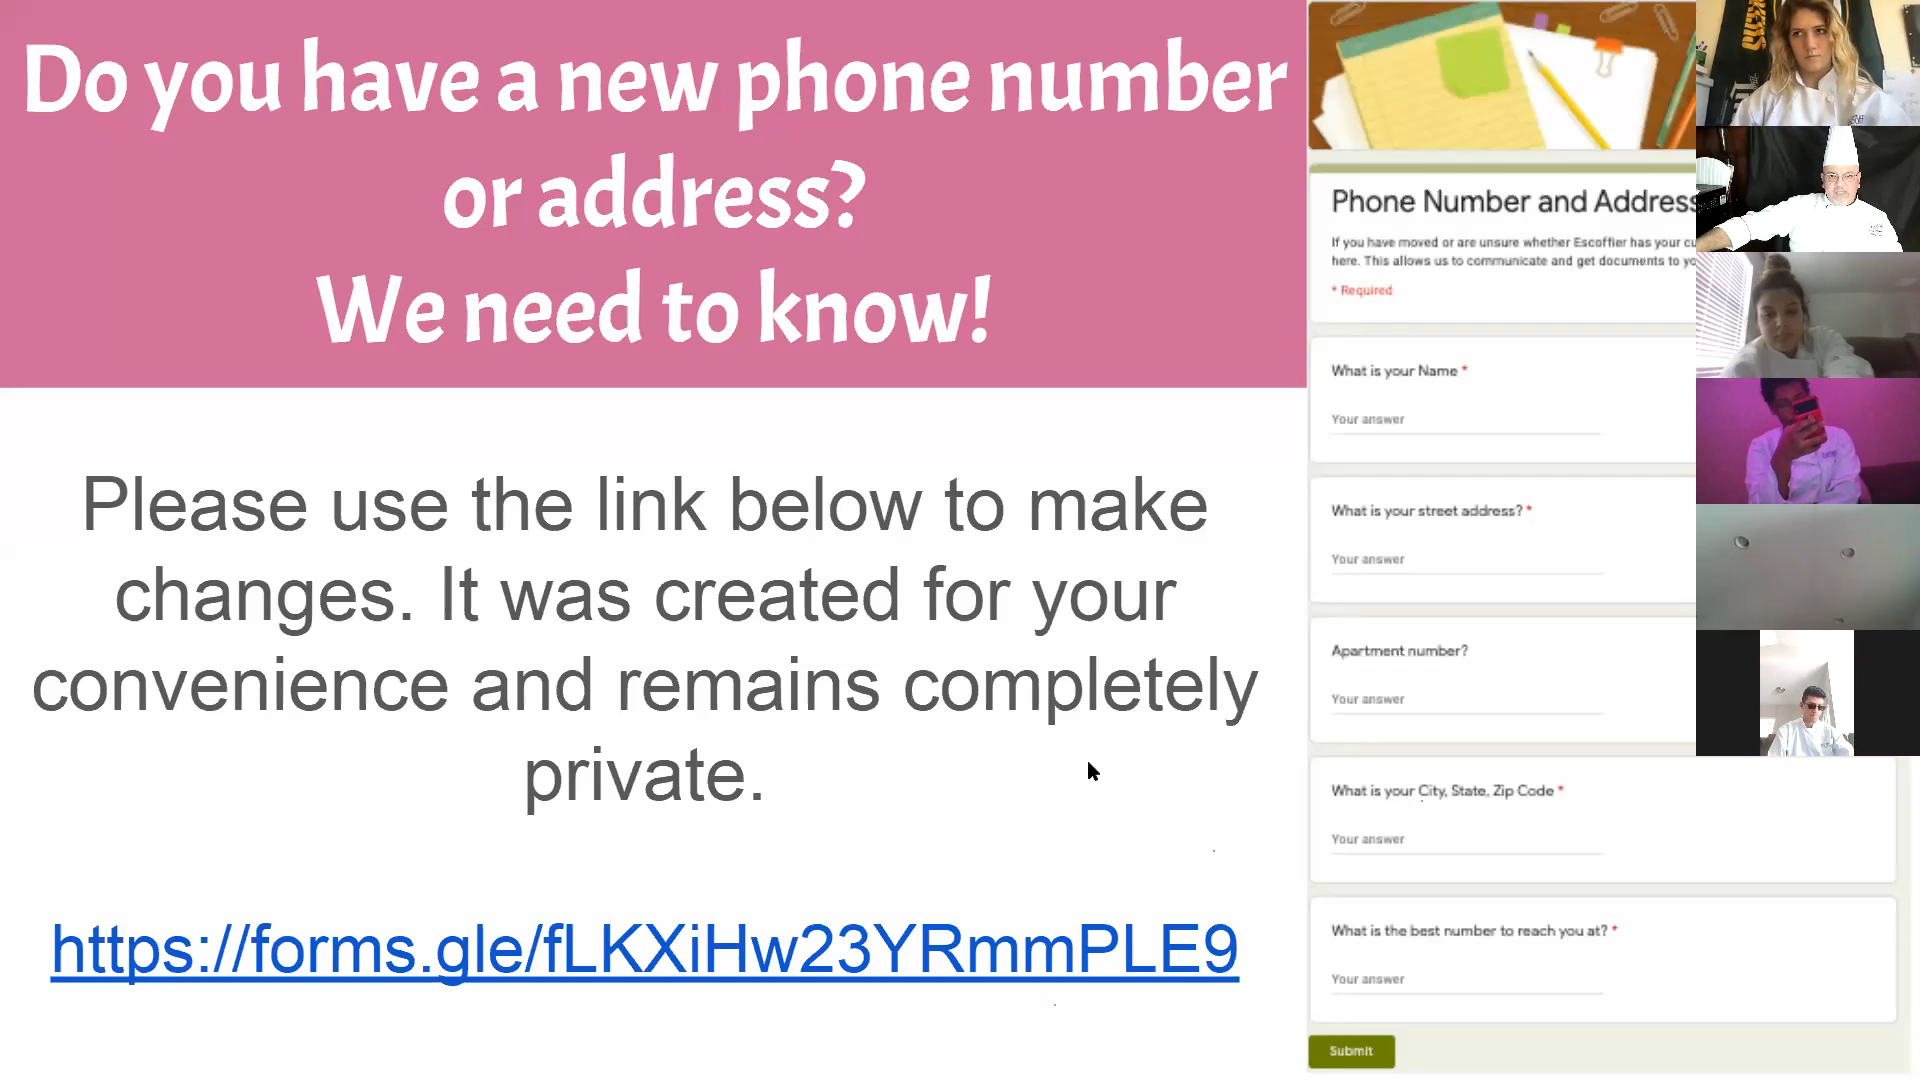 Do you have a new phone number
or address?
We need to know!
Please use the link below to make
changes. It was created for your
convenience and remains completely
private.
https://forms.gle/fLKXiHw23YRmmPLE9
Phone Number and Address
If you have moved or are unsure whether Escoffier has your
here. This allows us to communicate and get documents to
* Required
What is your Name *
Your answer
What is your street address? *
Your answer
Apartment number?
Your answer
What is your City, State, Zip Code *
Your answer
What is the best number to reach you at? *
Your answer
Submit